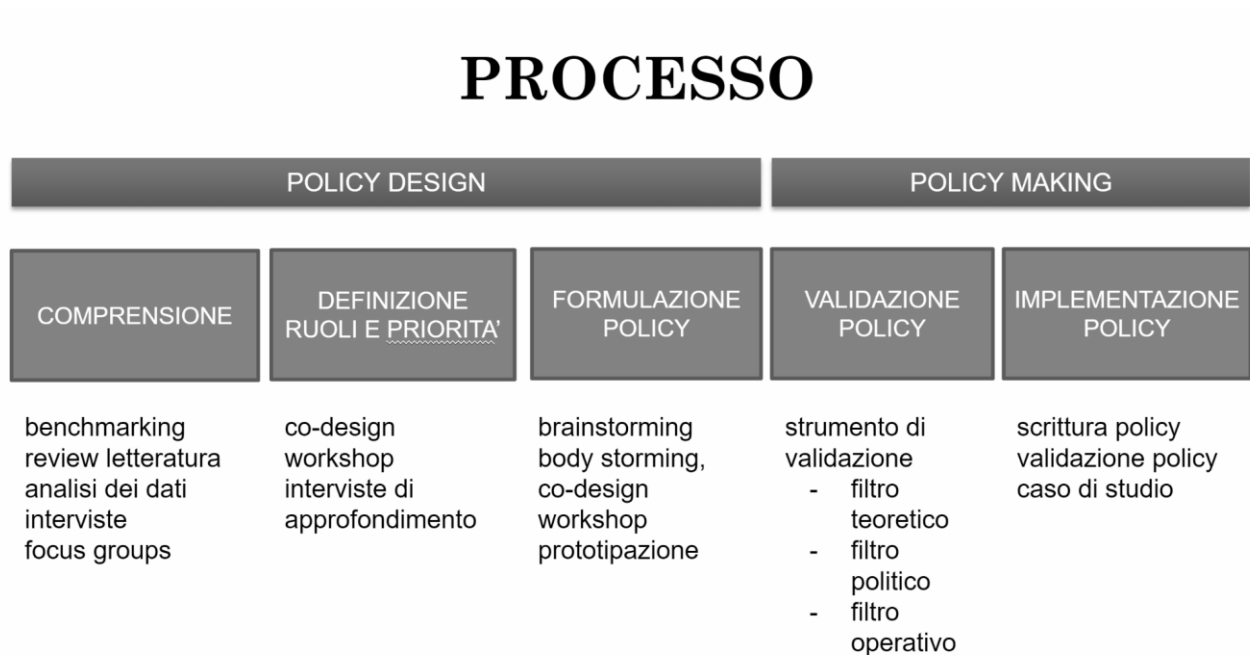 PROCESSO
POLICY DESIGN
POLICY MAKING
COMPRENSIONE
DEFINIZIONE
RUOLI E PRIORITA'
FORMULAZIONE
POLICY
VALIDAZIONE
POLICY
IMPLEMENTAZIONE
POLICY
benchmarking
review letteratura
analisi dei dati
interviste
focus groups
co-design
workshop
interviste di
approfondimento
brainstorming
body storming,
co-design
workshop
prototipazione
strumento di
validazione
- filtro
teoretico
- filtro
politico
- filtro
operativo
scrittura policy
validazione policy
caso di studio